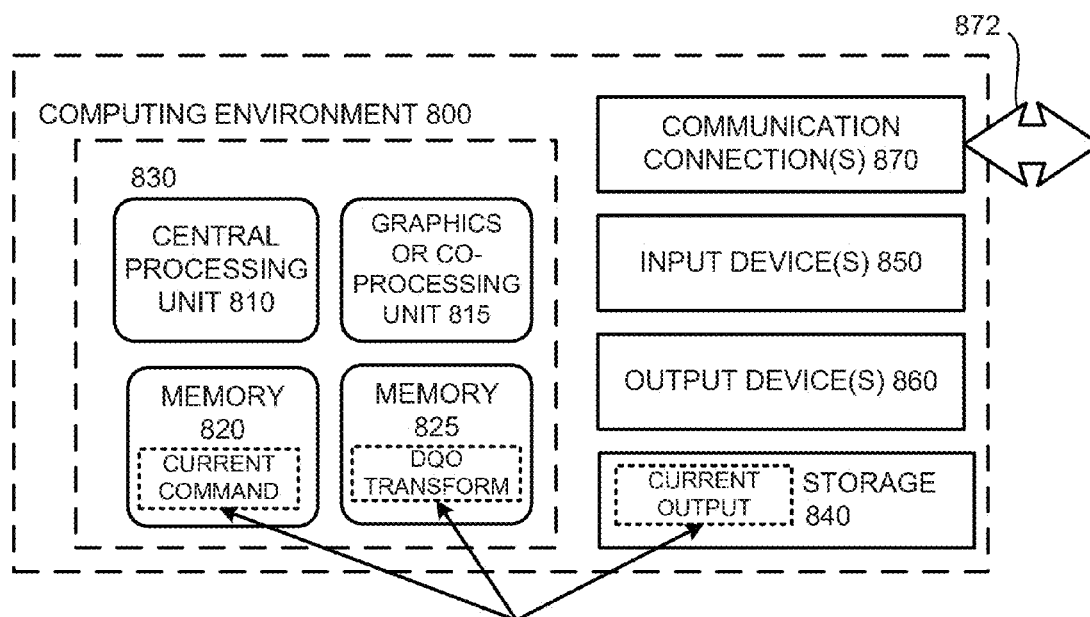 872
COMPUTING ENVIRONMENT 800
830
CENTRAL
PROCESSING
UNIT 810
GRAPHICS
OR CO-
PROCESSING
UNIT 815
MEMORY
820
CURRENT
COMMAND
MEMORY
825
DQO
TRANSFORM
COMMUNICATION
CONNECTION(S) 870
INPUT DEVICE(S) 850
OUTPUT DEVICE(S) 860
CURRENT
OUTPUT
STORAGE
840